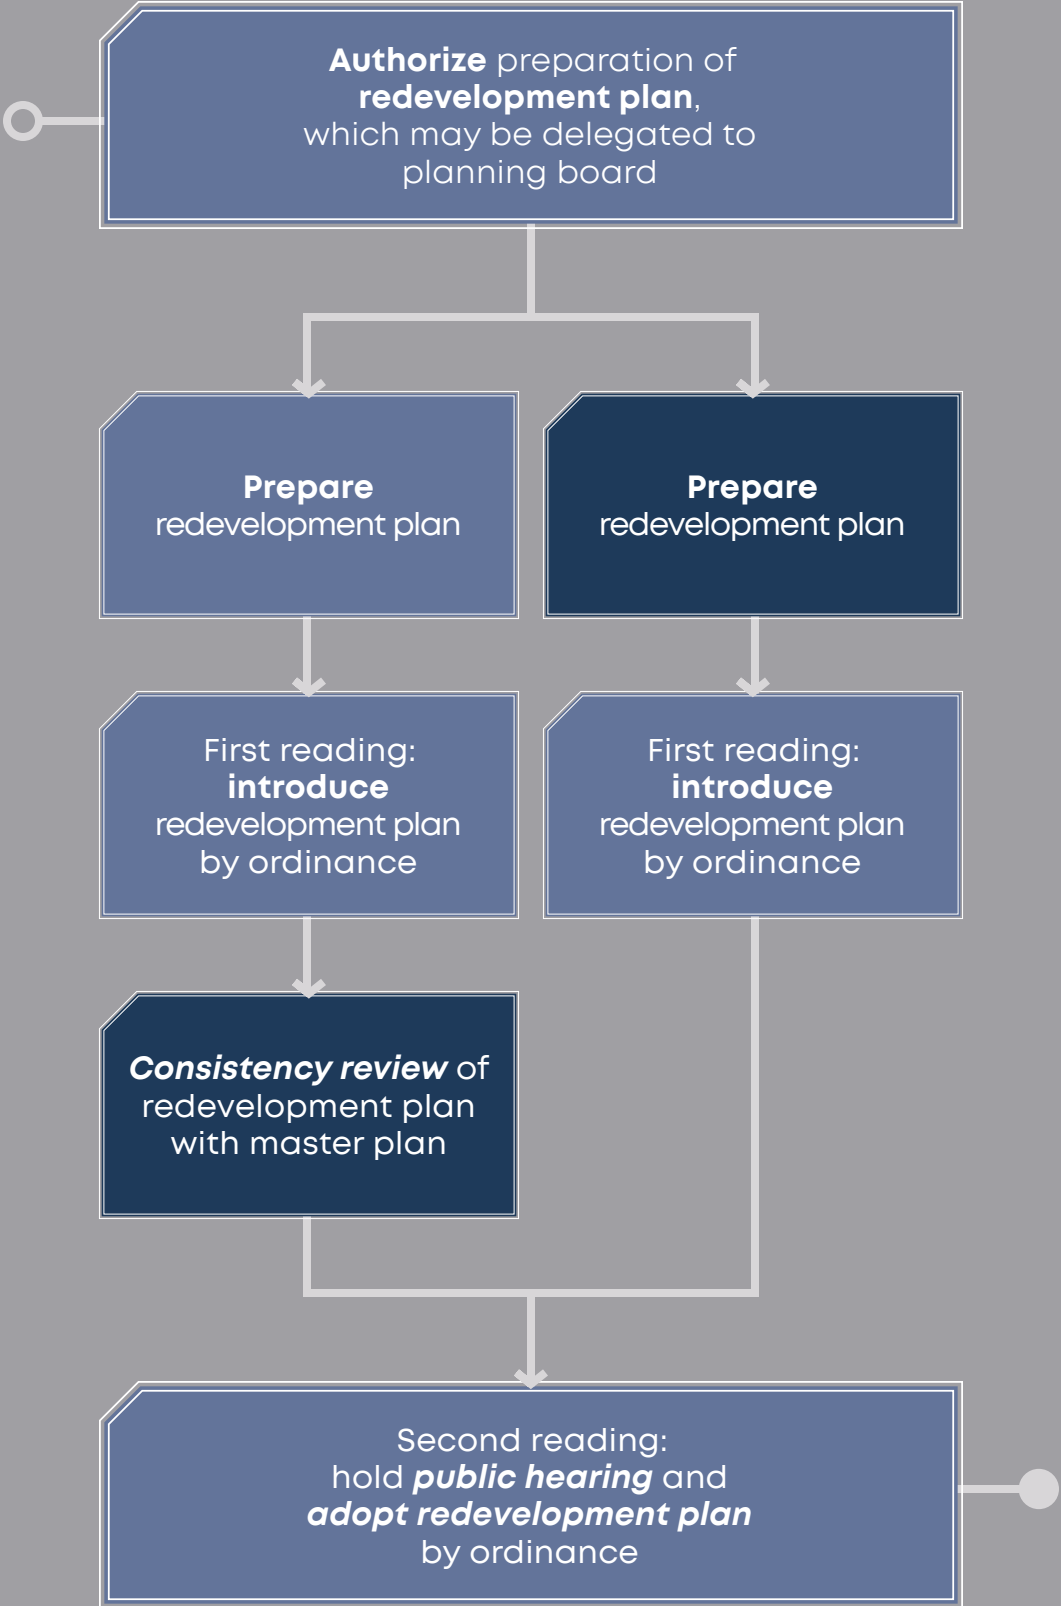 Authorize preparation of
redevelopment plan,
which may be delegated to
planning board
Prepare
redevelopment plan
Prepare
redevelopment plan
First reading:
introduce
redevelopment plan
by ordinance
First reading:
introduce
redevelopment plan
by ordinance
Consistency review of
redevelopment plan
with master plan
Second reading:
hold public hearing and
adopt redevelopment plan
by ordinance